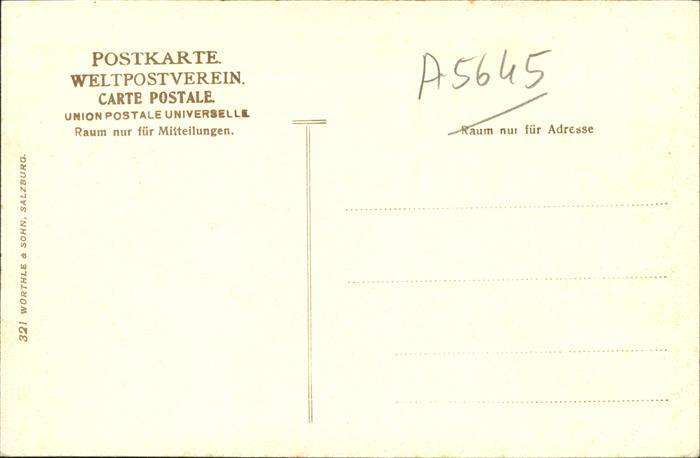 POSTKARTE.
WELTPOSTVEREIN.
CARTE POSTALE.
UNION POSTALE UNIVERSELLE
Raum nur für Mitteilungen.
A5645
Raum nur für Adresse
321 WÜRTHLE & SOHN, SALZBURG.